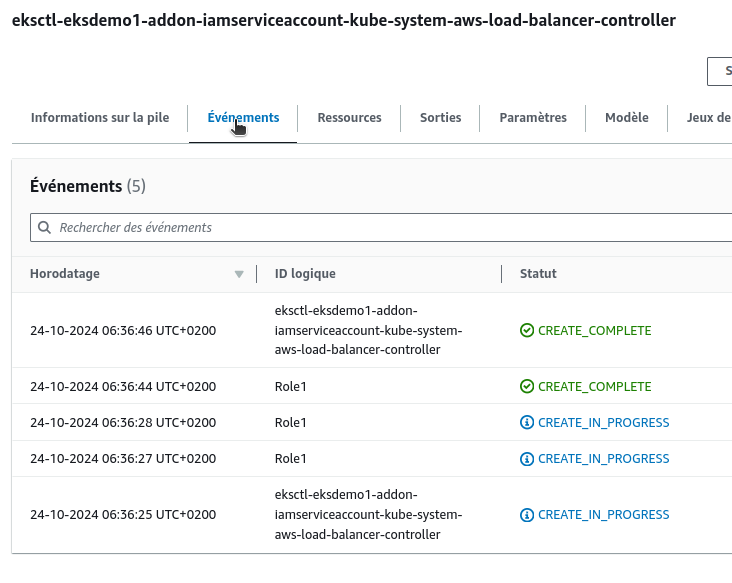 eksctl-eksdemo1-addon-iamserviceaccount-kube-system-aws-load-balancer-controller
S
Informations sur la pile Événements Ressources Sorties Paramètres Modèle Jeux de
Événements (5)
Rechercher des événements
Horodatage ID logique Statut
24-10-2024 06:36:46 UTC+0200 eksctl-eksdemo1-addon- CREATE_COMPLETE
iamserviceaccount-kube-system-
aws-load-balancer-controller
24-10-2024 06:36:44 UTC+0200 Role1 CREATE_COMPLETE
24-10-2024 06:36:28 UTC+0200 Role1 CREATE_IN_PROGRESS
24-10-2024 06:36:27 UTC+0200 Role1 CREATE_IN_PROGRESS
24-10-2024 06:36:25 UTC+0200 eksctl-eksdemo1-addon- CREATE_IN_PROGRESS
iamserviceaccount-kube-system-
aws-load-balancer-controller